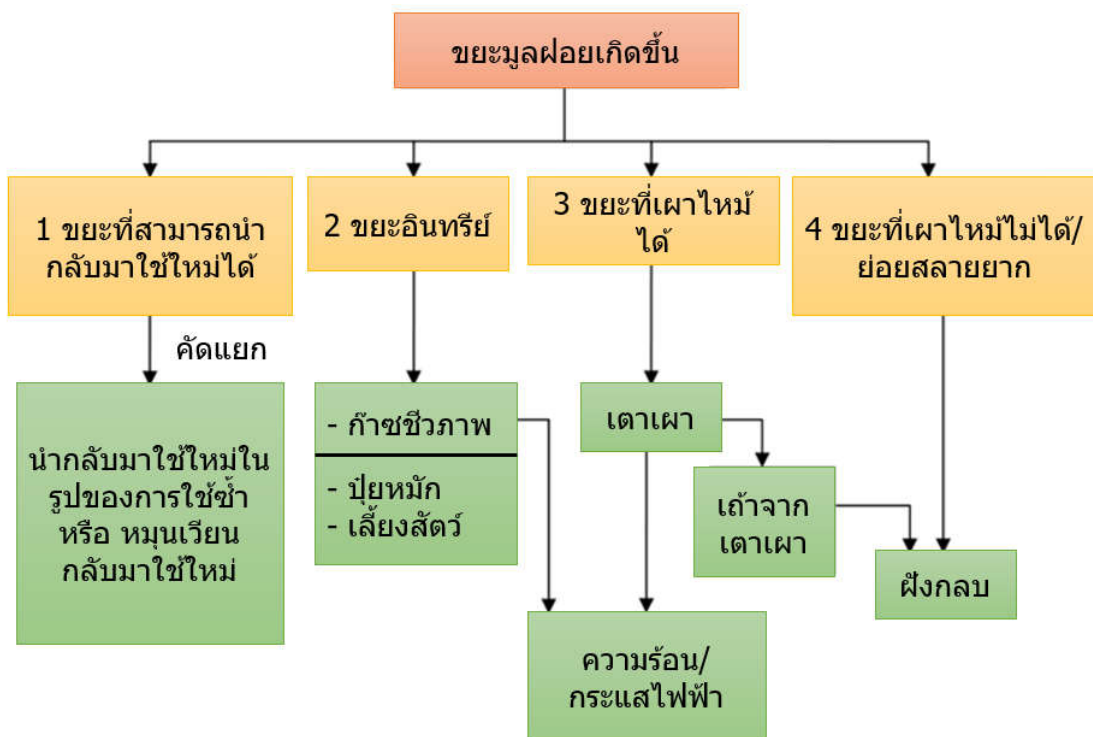 ขยะมูลฝอยเกิดขึ้น
1 ขยะที่สามารถนำ
กลับมาใช้ใหม่ได้
2 ขยะอินทรีย์
3 ขยะที่เผาไหม้
ได้
4 ขยะที่เผาไหม้ไม่ได้/
ย่อยสลายยาก
คัดแยก
นำกลับมาใช้ใหม่ใน
รูปของการใช้ซ้ำ
หรือ หมุนเวียน
กลับมาใช้ใหม่
- ก๊าซชีวภาพ
- ปุ๋ยหมัก
- เลี้ยงสัตว์
เตาเผา
เถ้าจาก
เตาเผา
ฝังกลบ
ความร้อน/
กระแสไฟฟ้า